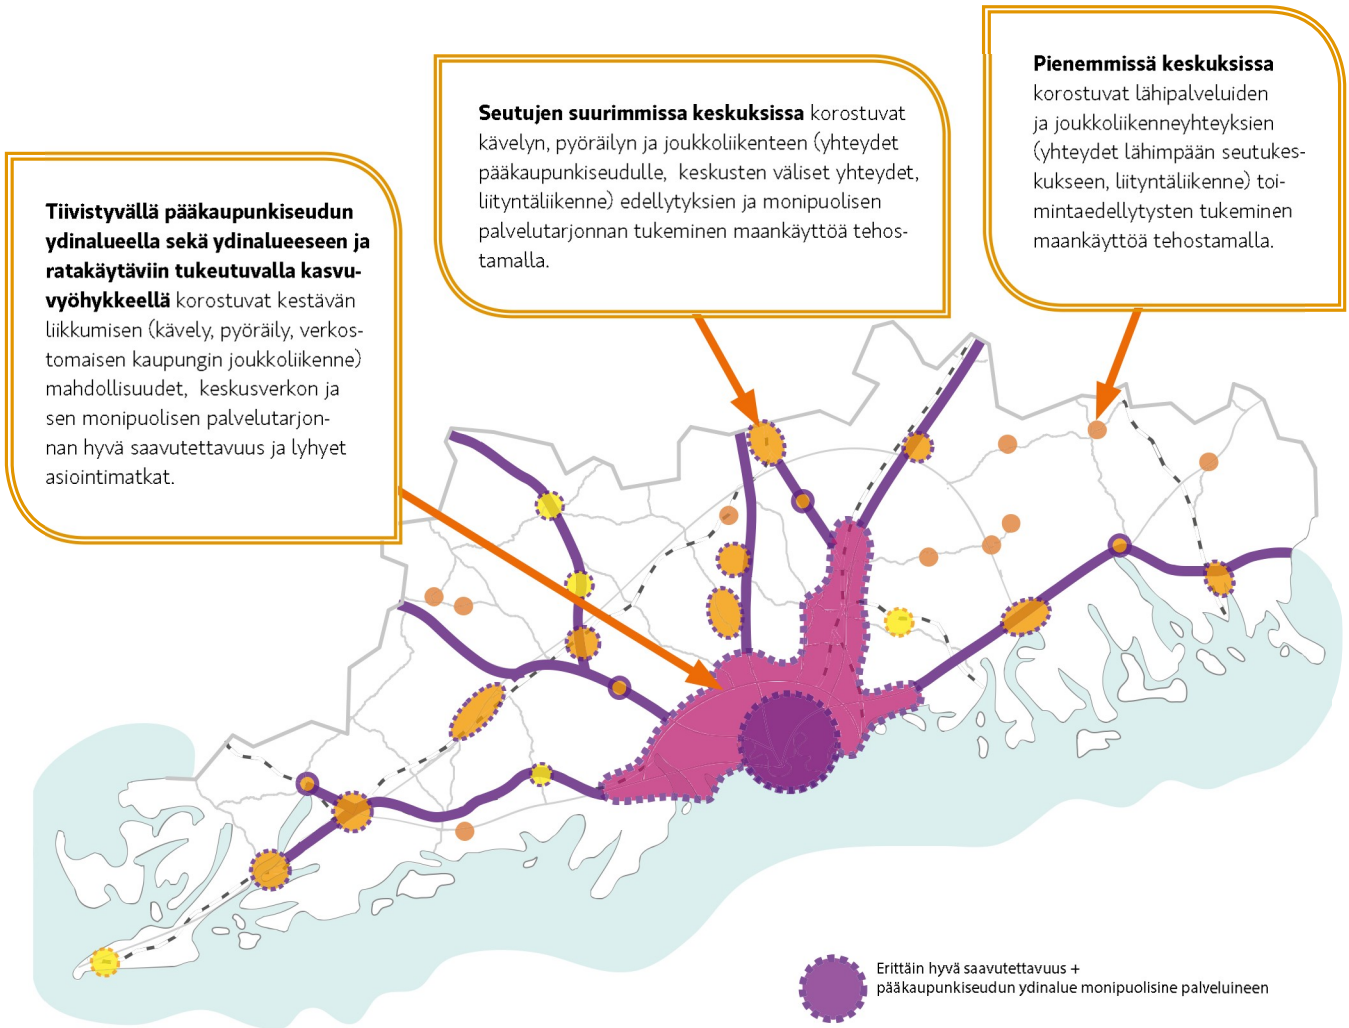 Tiivistyvällä pääkaupunkiseudun
ydinalueella sekä ydinalueeseen ja
ratakäytäviin tukeutuvalla kasvu-
vyöhykkeellä korostuvat kestävän
liikkumisen (kävely, pyöräily, verkos-
tomaisen kaupungin joukkoliikenne)
mahdollisuudet, keskusverkon ja
sen monipuolisen palvelutarjon-
nan hyvä saavutettavuus ja lyhyet
asiointimatkat.
Seutujen suurimmissa keskuksissa korostuvat
kävelyn, pyöräilyn ja joukkoliikenteen (yhteydet
pääkaupunkiseudulle, keskusten väliset yhteydet,
liityntäliikenne) edellytyksien ja monipuolisen
palvelutarjonnan tukeminen maankäyttöä tehos-
tamalla.
Pienemmissä keskuksissa
korostuvat lähipalveluiden
ja joukkoliikenneyhteyksien
(yhteydet lähimpään seutukes-
kukseen, liityntäliikenne) toi-
mintaedellytysten tukeminen
maankäyttöä tehostamalla.
Erittäin hyvä saavutettavuus +
pääkaupunkiseudun ydinalue monipuolisine palveluineen